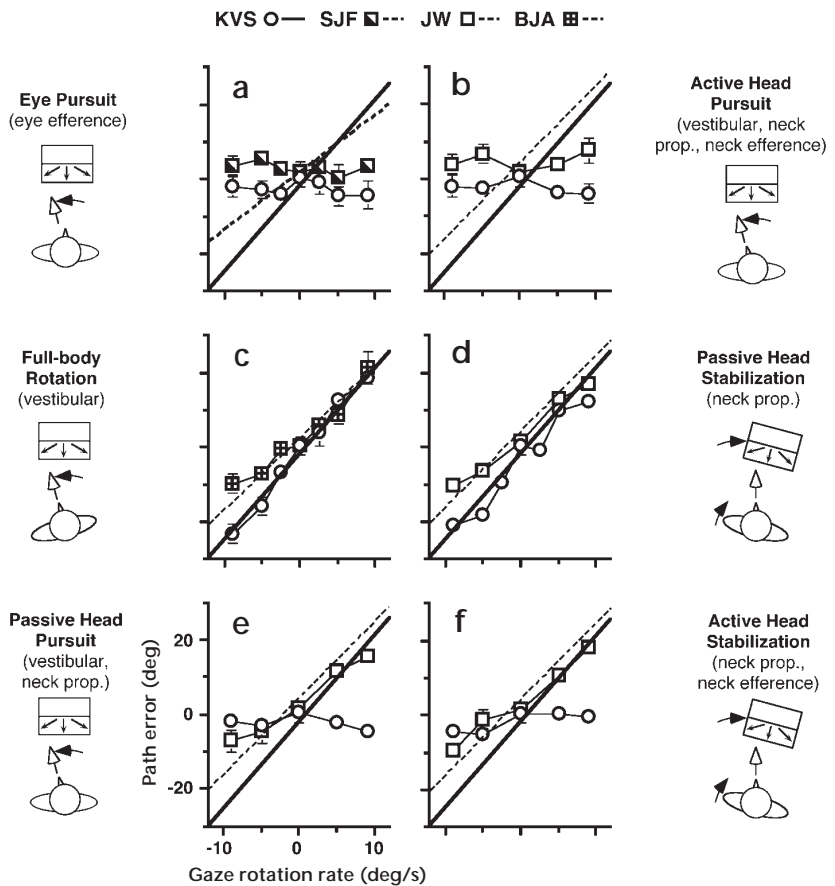 KVS SJF JW BJA
Eye Pursuit
(eye efference)
a
b
Active Head
Pursuit
(vestibular, neck
prop., neck efference)
Full-body
Rotation
(vestibular)
c
d
Passive Head
Stabilization
(neck prop.)
Passive Head
Pursuit
(vestibular,
neck prop.)
e
f
Active Head
Stabilization
(neck prop.,
neck efference)
Path error (deg)
20
0
-20
-10 0 10
Gaze rotation rate (deg/s)